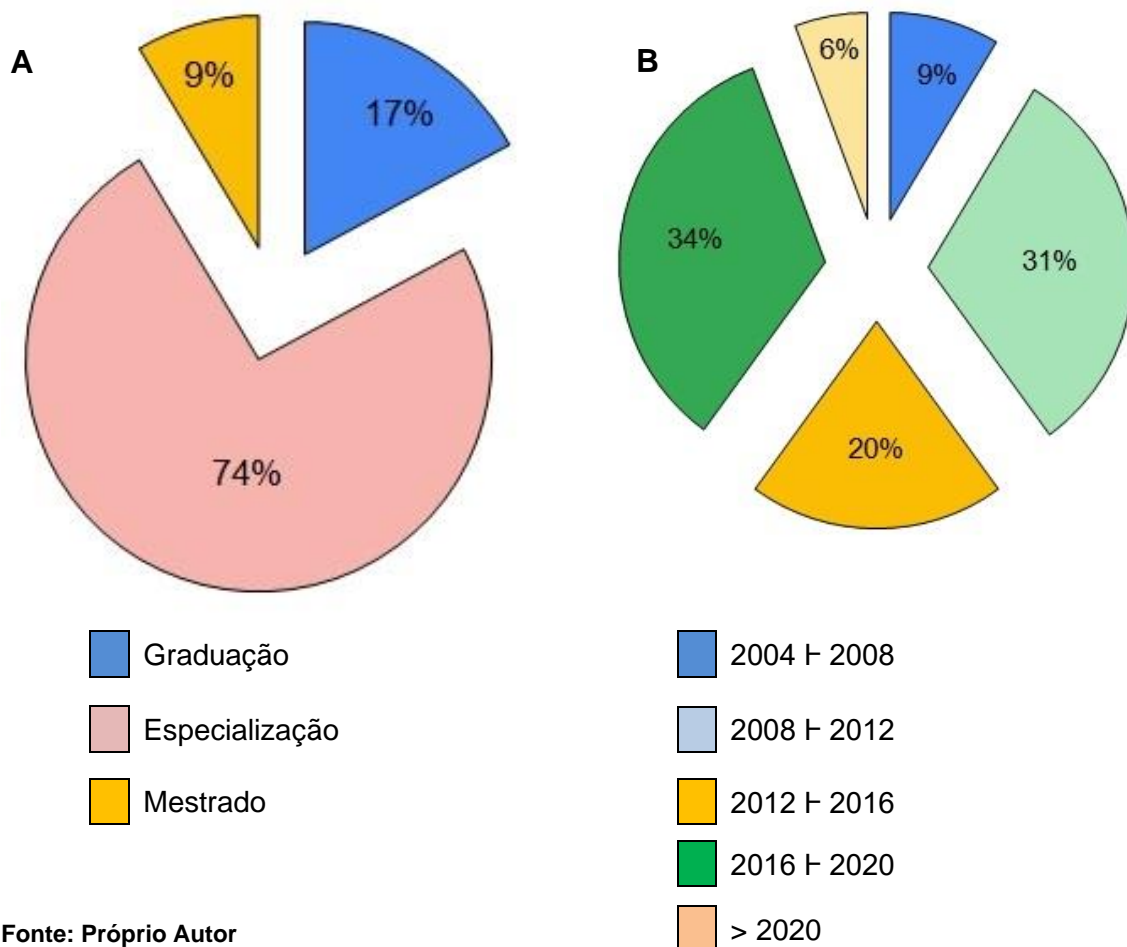 A
9%
17%
74%
B
6%
9%
34%
31%
20%
Graduação
Especialização
Mestrado
2004 Ⱶ 2008
2008 Ⱶ 2012
2012 Ⱶ 2016
2016 Ⱶ 2020
> 2020
Fonte: Próprio Autor